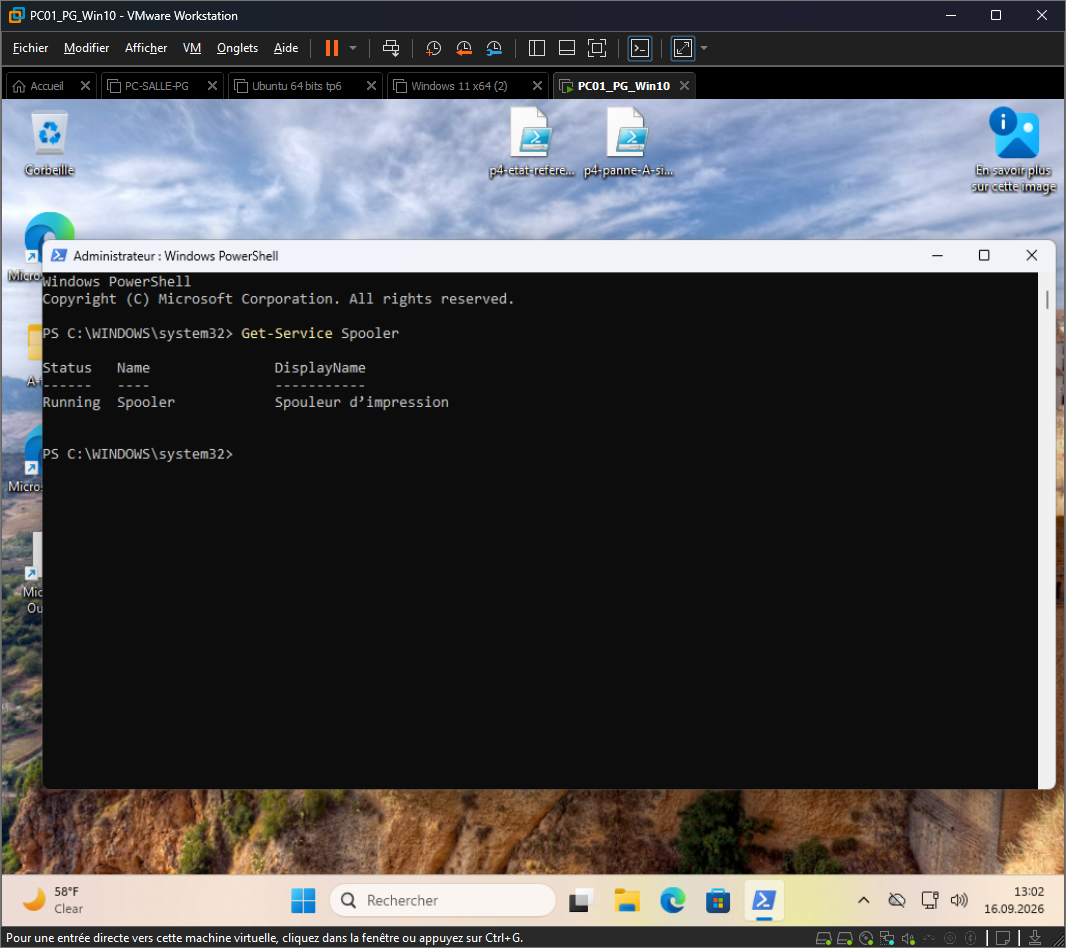 PC01_PG_Win10 - VMware Workstation
Fichier Modifier Afficher VM Onglets Aide
Accueil PC-SALLE-PG Ubuntu 64 bits tp6 Windows 11 x64 (2) PC01_PG_Win10
Corbeille
p4-etat-refere...
p4-panne-A-si...
En savoir plus
sur cette image
Administrateur : Windows PowerShell
Micro
Windows PowerShell
Copyright (C) Microsoft Corporation. All rights reserved.
PS C:\WINDOWS\system32> Get-Service Spooler
Status Name DisplayName
------ ---- -----------
Running Spooler Spouleur d’impression
PS C:\WINDOWS\system32>
Micro
Mic
Ou
58°F
Clear
Rechercher
13:02
16.09.2026
Pour une entrée directe vers cette machine virtuelle, cliquez dans la fenêtre ou appuyez sur Ctrl+G.